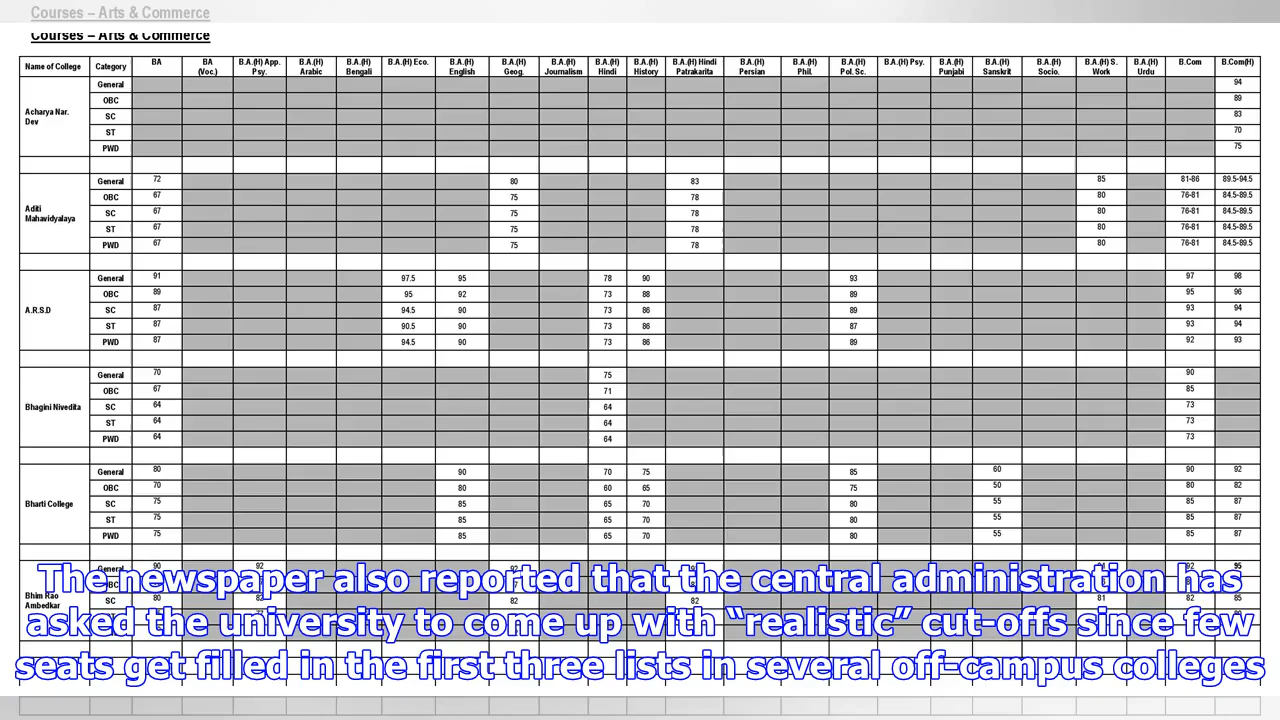 Courses – Arts & Commerce
Courses – Arts & Commerce
Name of College Category BA BA (Voc.) B.A.(H) App. Psy. B.A.(H) Arabic B.A.(H) Bengali B.A.(H) Eco. B.A.(H) English B.A.(H) Geog. B.A.(H) Journalism B.A.(H) Hindi B.A.(H) History B.A.(H) Hindi Patrakarita B.A.(H) Persian B.A.(H) Phil. B.A.(H) Pol. Sc. B.A.(H) Psy. B.A.(H) Punjabi B.A.(H) Sanskrit B.A.(H) Socio. B.A.(H) S. Work B.A.(H) Urdu B.Com B.Com(H)
Acharya Nar. Dev
General 94
OBC 89
SC 83
ST 70
PWD 75
Aditi Mahavidyalaya
General 72 80 83 85 81-86 89.5-94.5
OBC 67 75 78 80 76-81 84.5-89.5
SC 67 75 78 80 76-81 84.5-89.5
ST 67 75 78 80 76-81 84.5-89.5
PWD 67 75 78 80 76-81 84.5-89.5
A.R.S.D
General 91 97.5 95 78 90 93 97 98
OBC 89 95 92 73 88 89 95 96
SC 87 94.5 90 73 86 89 93 94
ST 87 90.5 90 73 86 87 93 94
PWD 87 94.5 90 73 86 89 92 93
Bhagini Nivedita
General 70 75 90
OBC 67 71 85
SC 64 64 73
ST 64 64 73
PWD 64 64 73
Bharti College
General 80 90 70 75 85 60 90 92
OBC 70 80 60 65 75 50 80 82
SC 75 85 65 70 80 55 85 87
ST 75 85 65 70 80 55 85 87
PWD 75 85 65 70 80 55 85 87
Bhim Rao Ambedkar
General 90 92 92 95
SC 80 82 82 82 81 82 85
The newspaper also reported that the central administration has
asked the university to come up with “realistic” cut-offs since few
seats get filled in the first three lists in several off-campus colleges